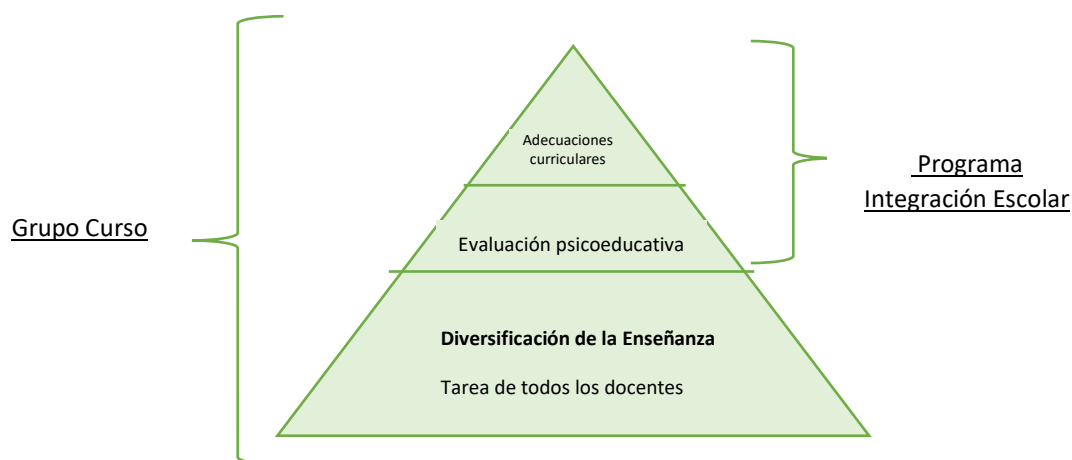 Adecuaciones
curriculares
Programa
Integración Escolar
Grupo Curso
Evaluación psicoeducativa
Diversificación de la Enseñanza
Tarea de todos los docentes